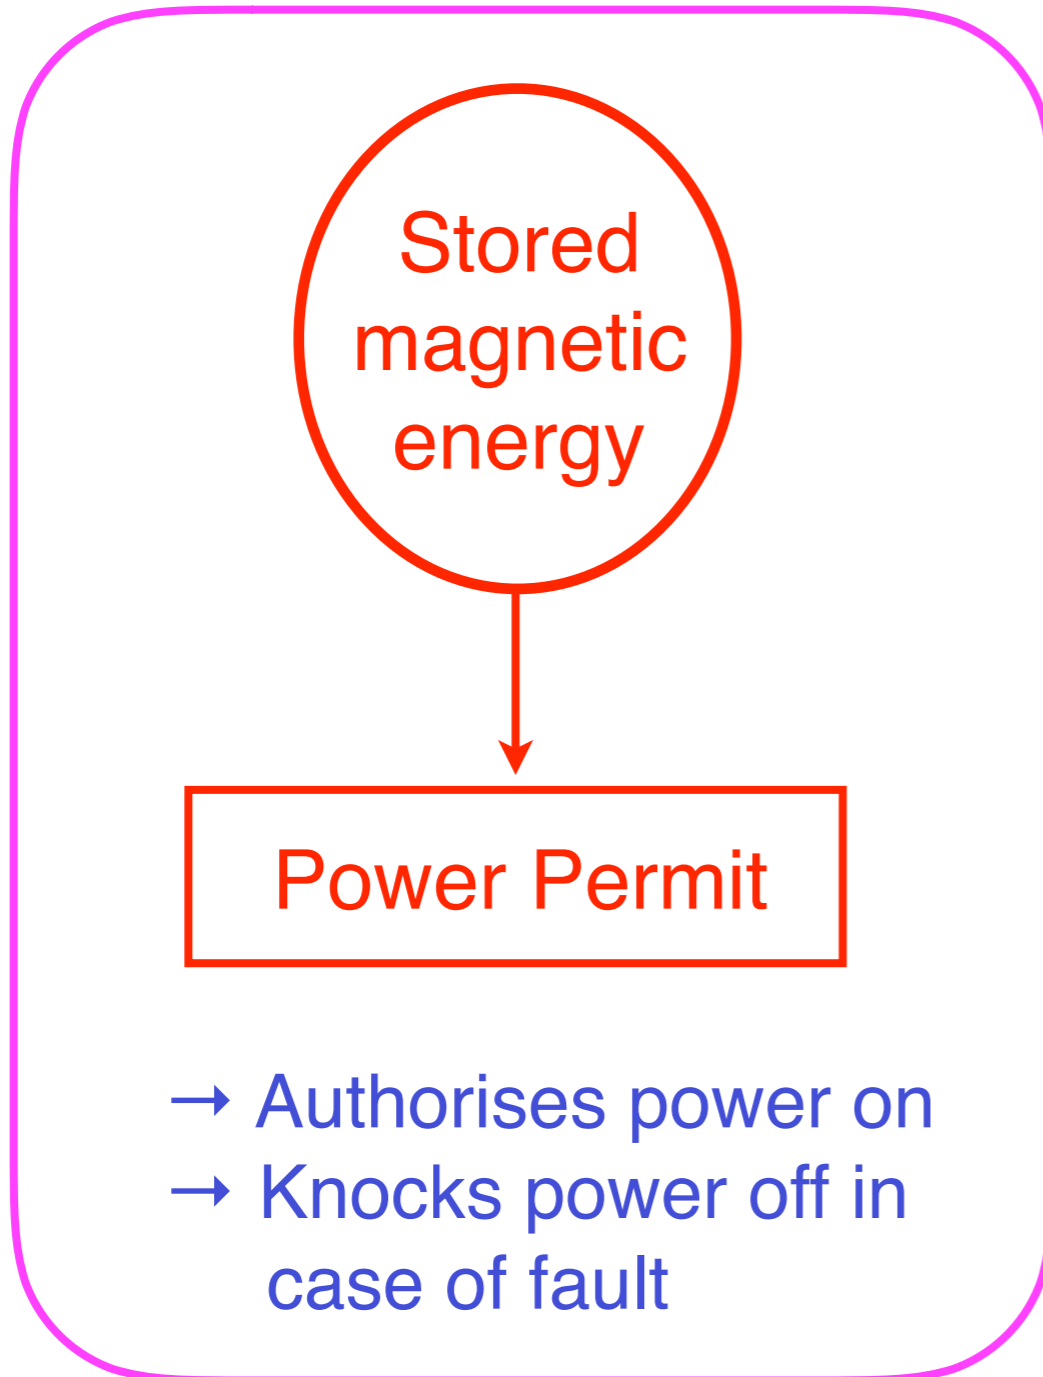 Stored
magnetic
energy
Power Permit
→ Authorises power on
→ Knocks power off in
case of fault